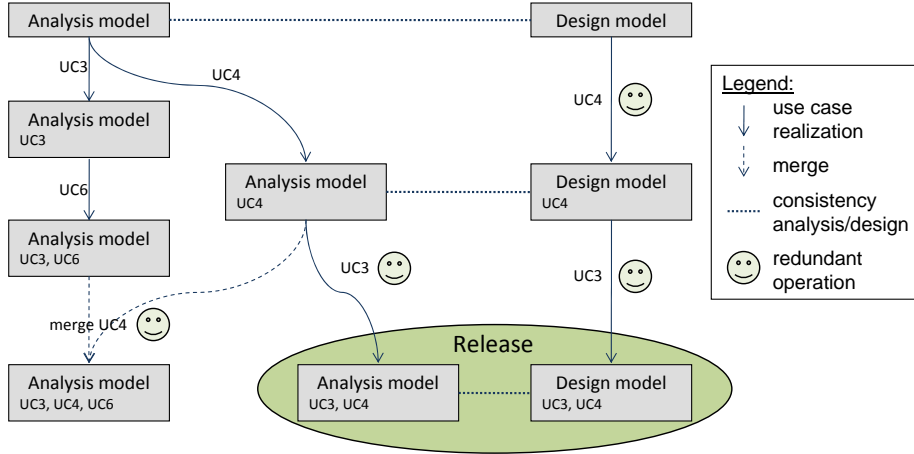 Analysis model
Design model
UC3
UC4
UC4
Legend:
use case
realization
merge
consistency
analysis/design
redundant
operation
Analysis model
UC3
UC6
Analysis model
UC4
Design model
UC4
Analysis model
UC3, UC6
UC3
UC3
merge UC4
Release
Analysis model
UC3, UC4, UC6
Analysis model
UC3, UC4
Design model
UC3, UC4